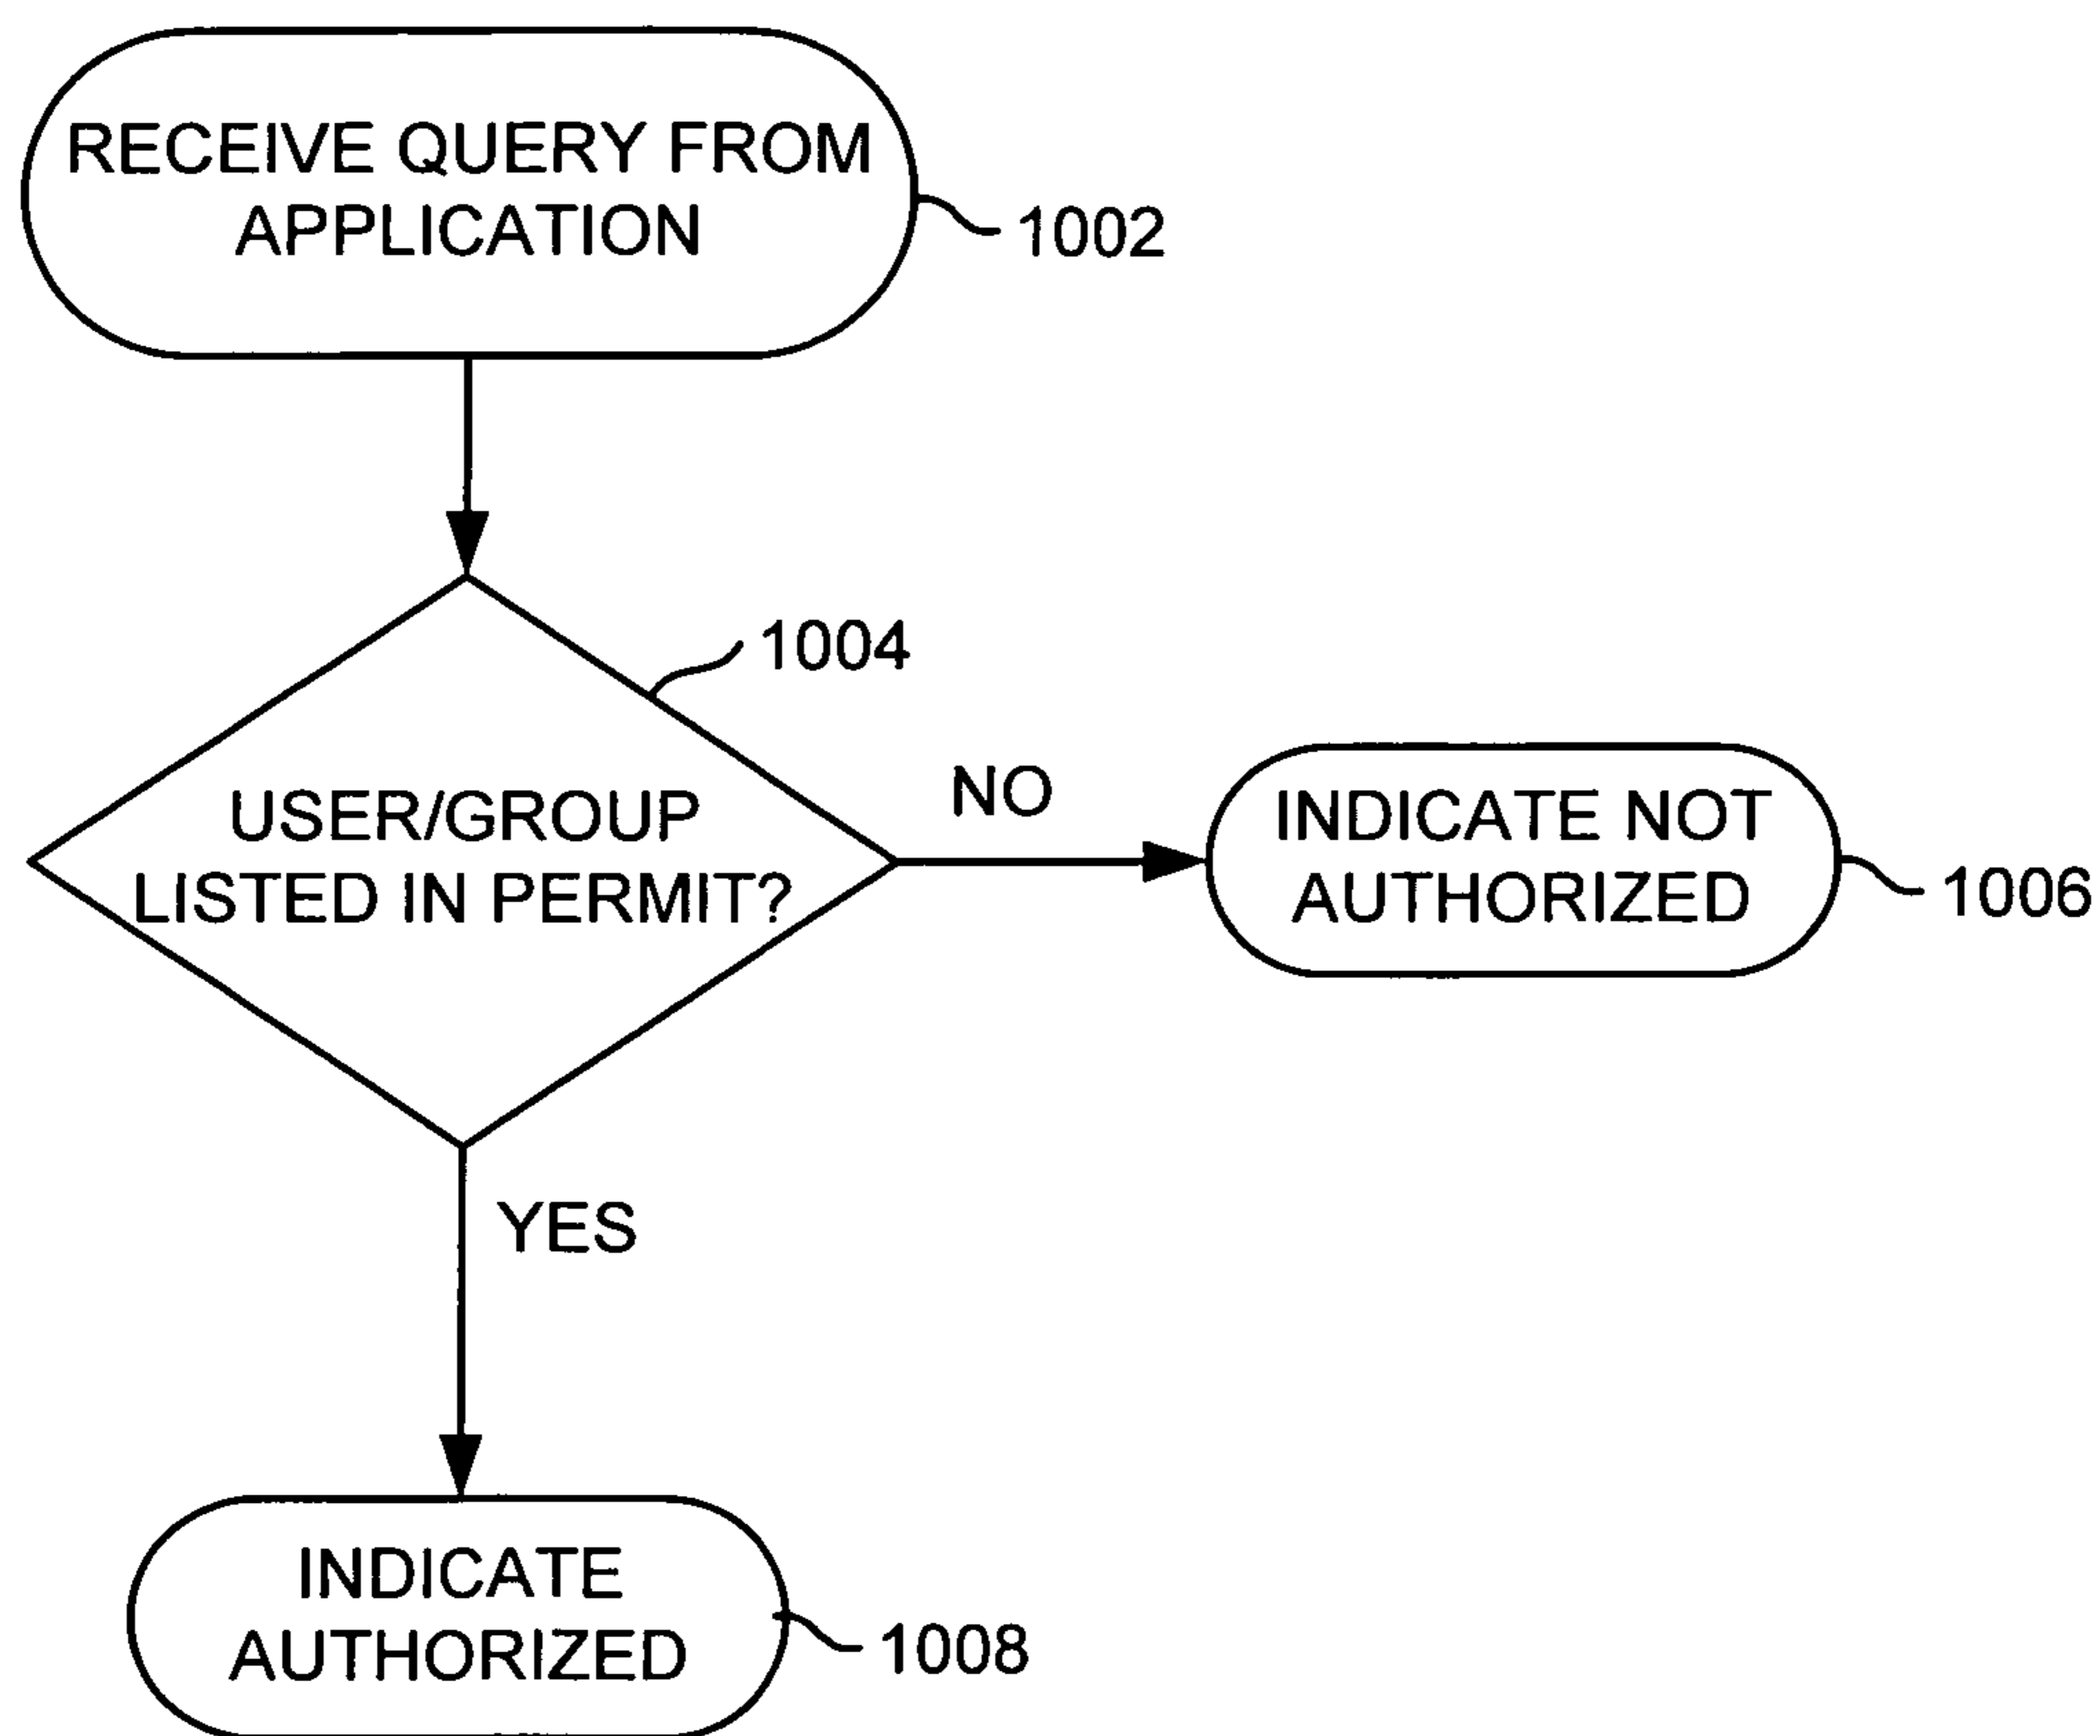 RECEIVE QUERY FROM
APPLICATION
1002
1004
USER/GROUP
LISTED IN PERMIT?
NO
INDICATE NOT
AUTHORIZED
1006
YES
INDICATE
AUTHORIZED
1008